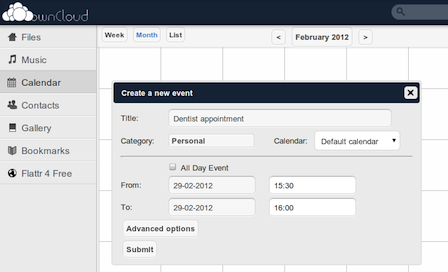 ownCloud
Week Month List < February 2012 >
Files
Music
Calendar
Contacts
Gallery
Bookmarks
Flattr 4 Free
Create a new event
Title: Dentist appointment
Category: Personal Calendar: Default calendar
All Day Event
From: 29-02-2012 15:30
To: 29-02-2012 16:00
Advanced options
Submit